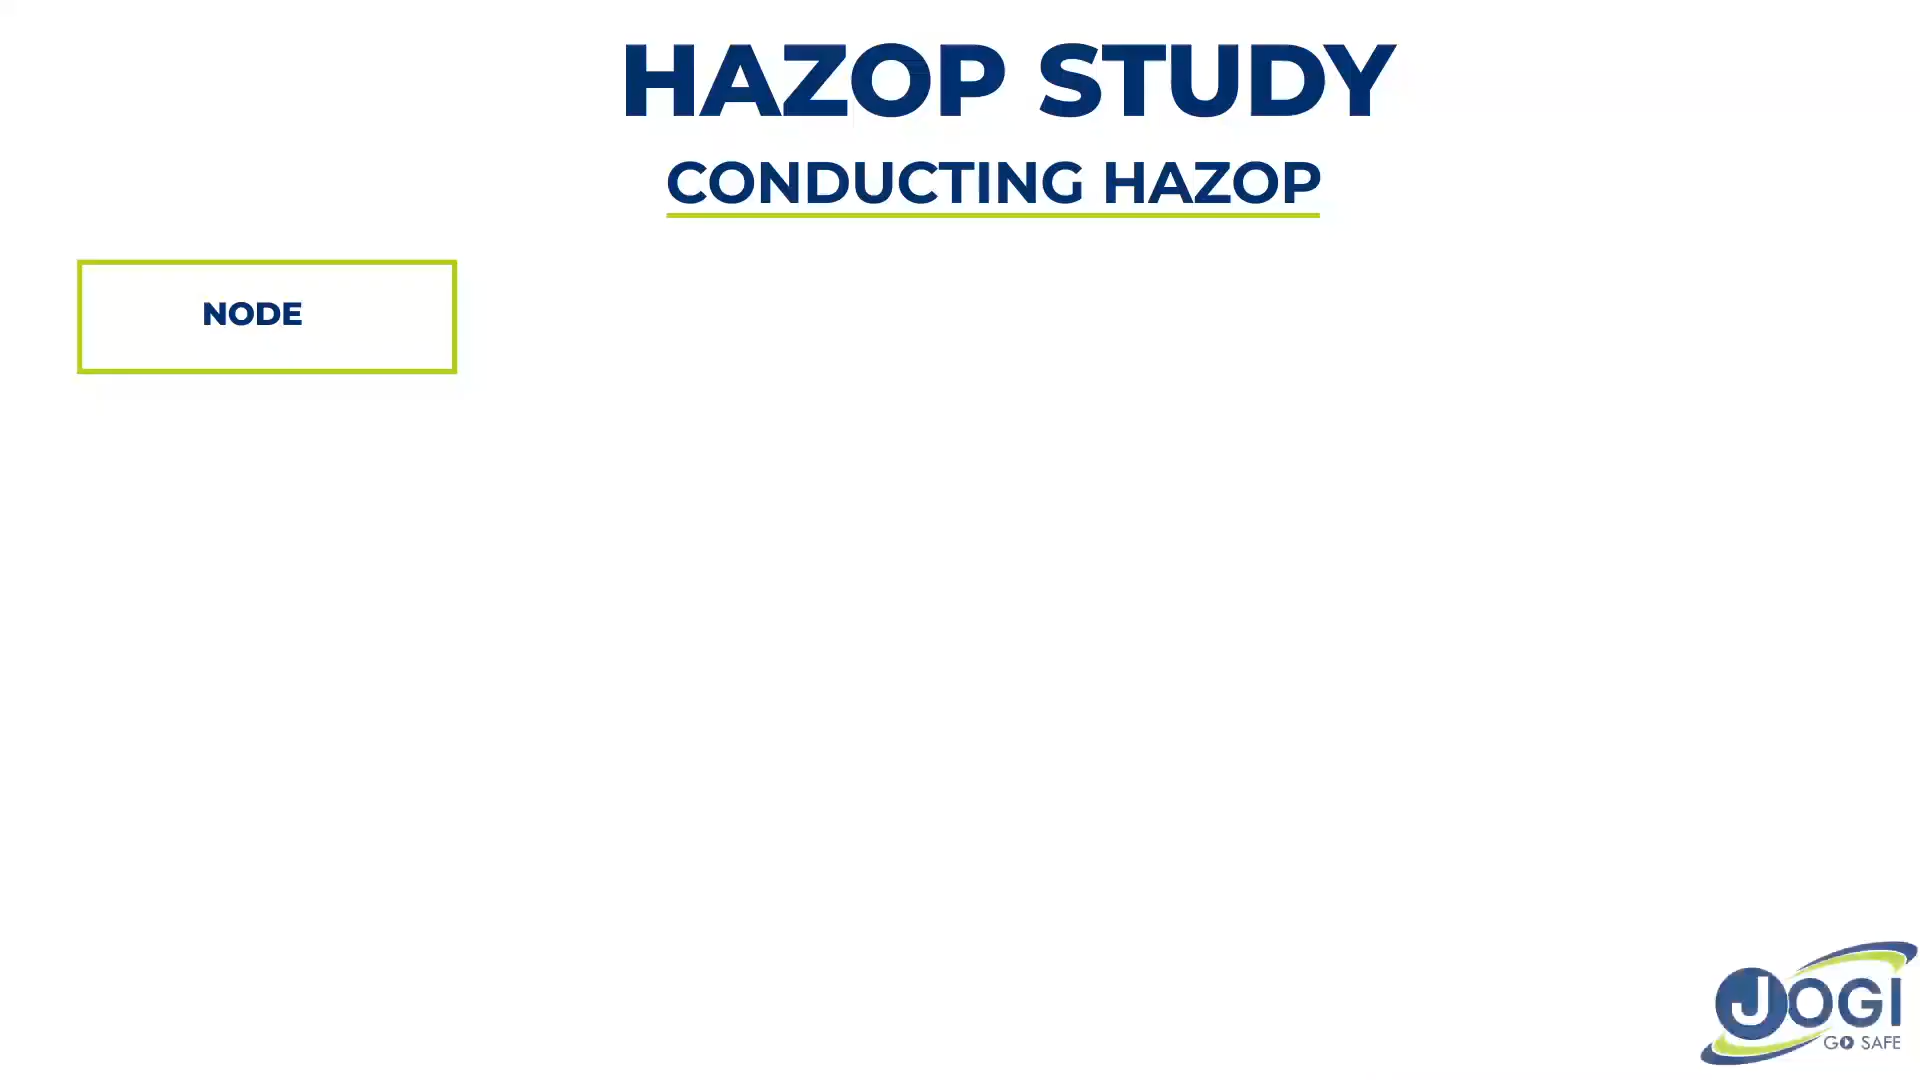 HAZOP STUDY
CONDUCTING HAZOP
NODE
JOGI
GO SAFE